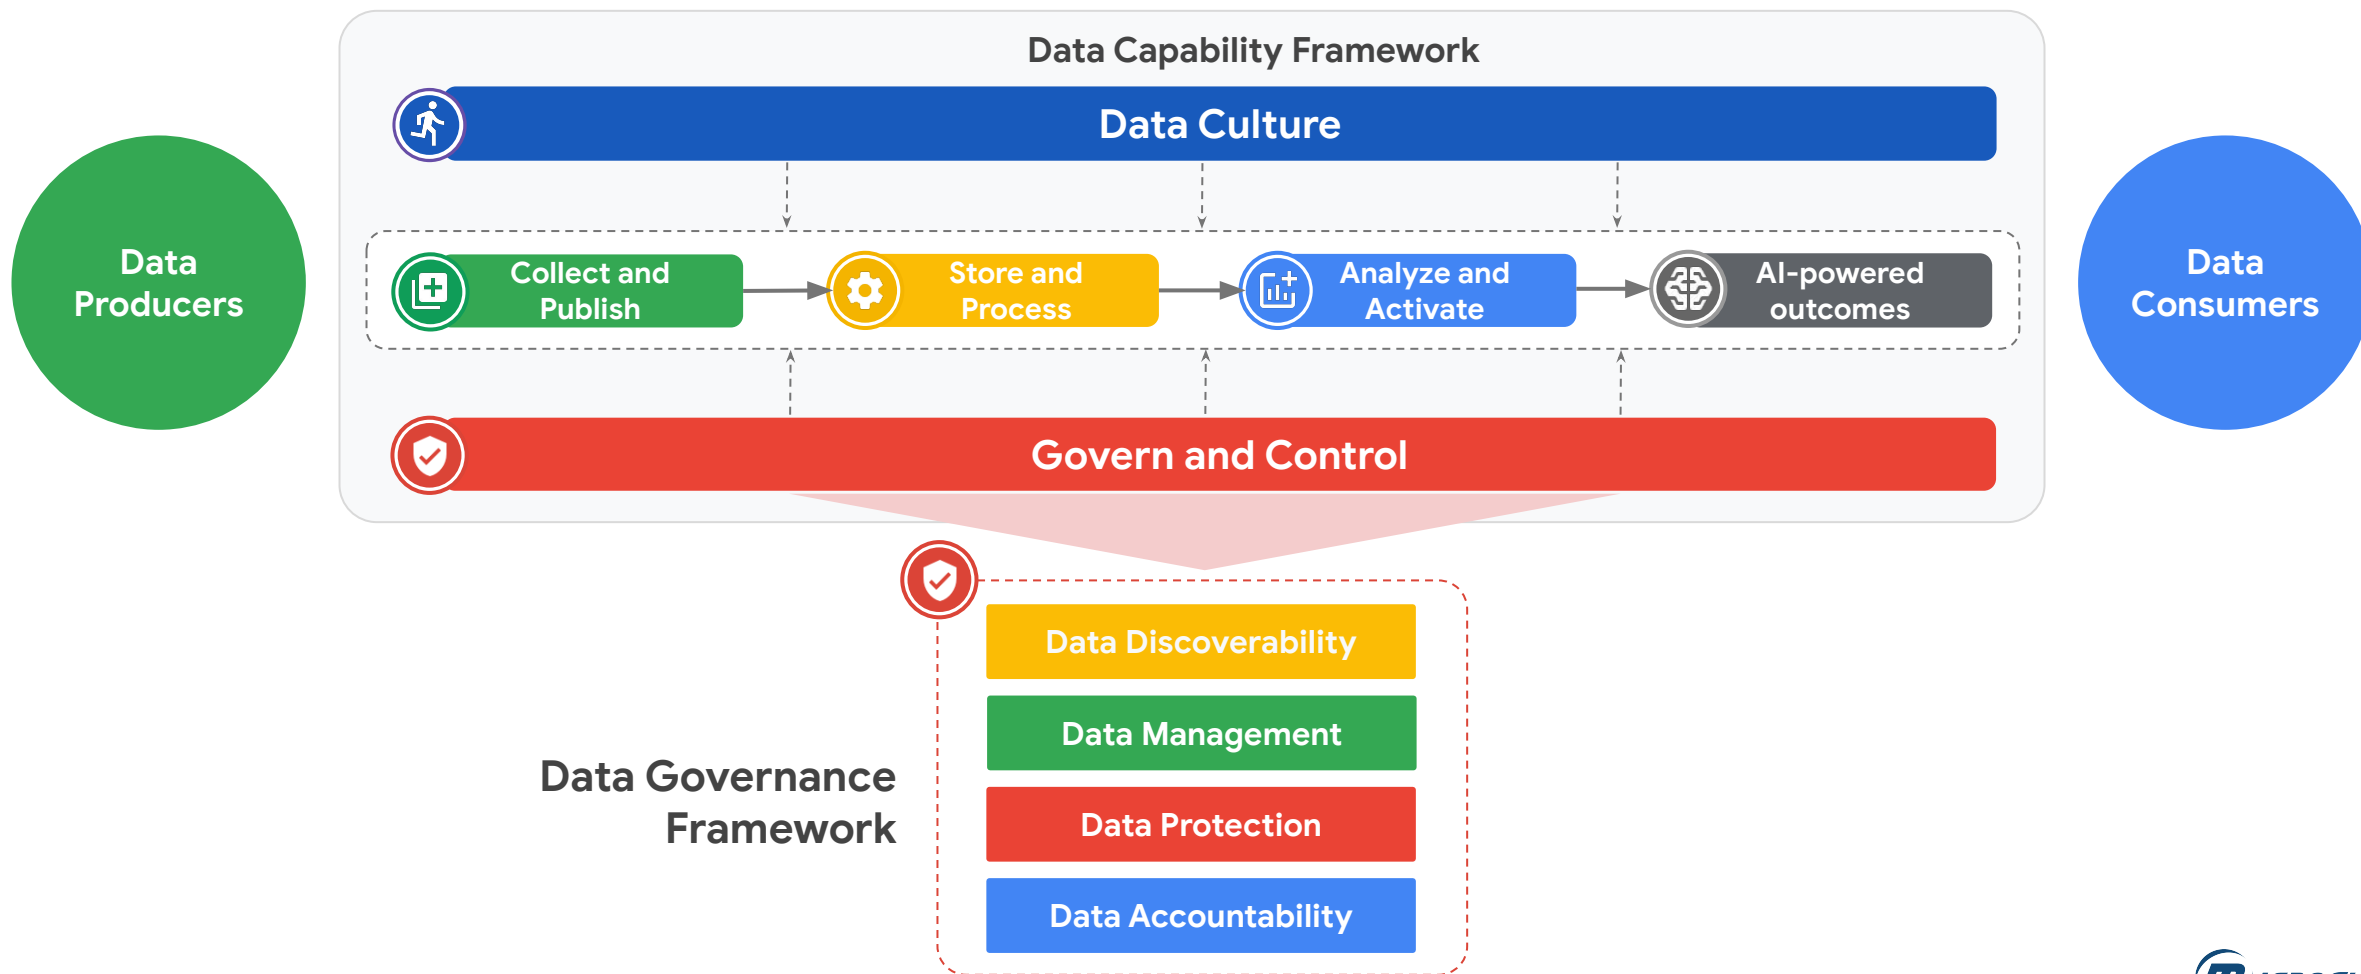 Data Capability Framework
Data Culture
Data
Producers
Collect and
Publish
Store and
Process
Analyze and
Activate
AI-powered
outcomes
Data
Consumers
Govern and Control
Data Discoverability
Data Management
Data Governance
Framework
Data Protection
Data Accountability